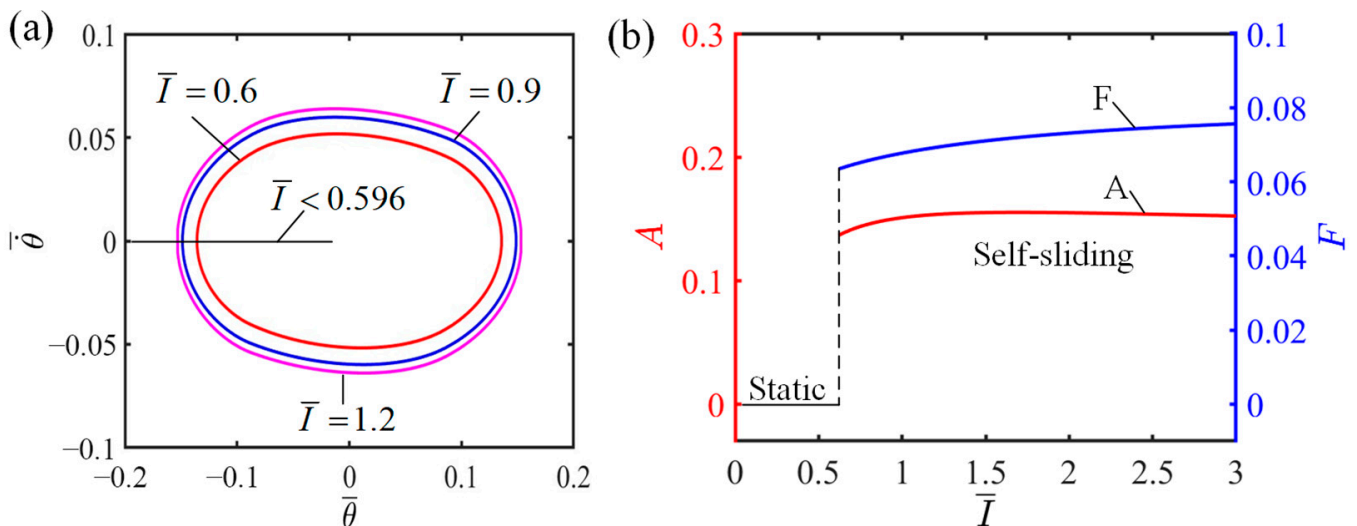 (a)
0.1
0.05
0
−0.05
−0.1
−0.2
−0.1
0
0.1
0.2
θ̇̄
θ̄
Ī=0.6
Ī=0.9
Ī<0.596
Ī=1.2
(b)
0.3
0.2
0.1
0
A
0.1
0.08
0.06
0.04
0.02
0
F
F
A
Self-sliding
Static
0
0.5
1
1.5
2
2.5
3
Ī